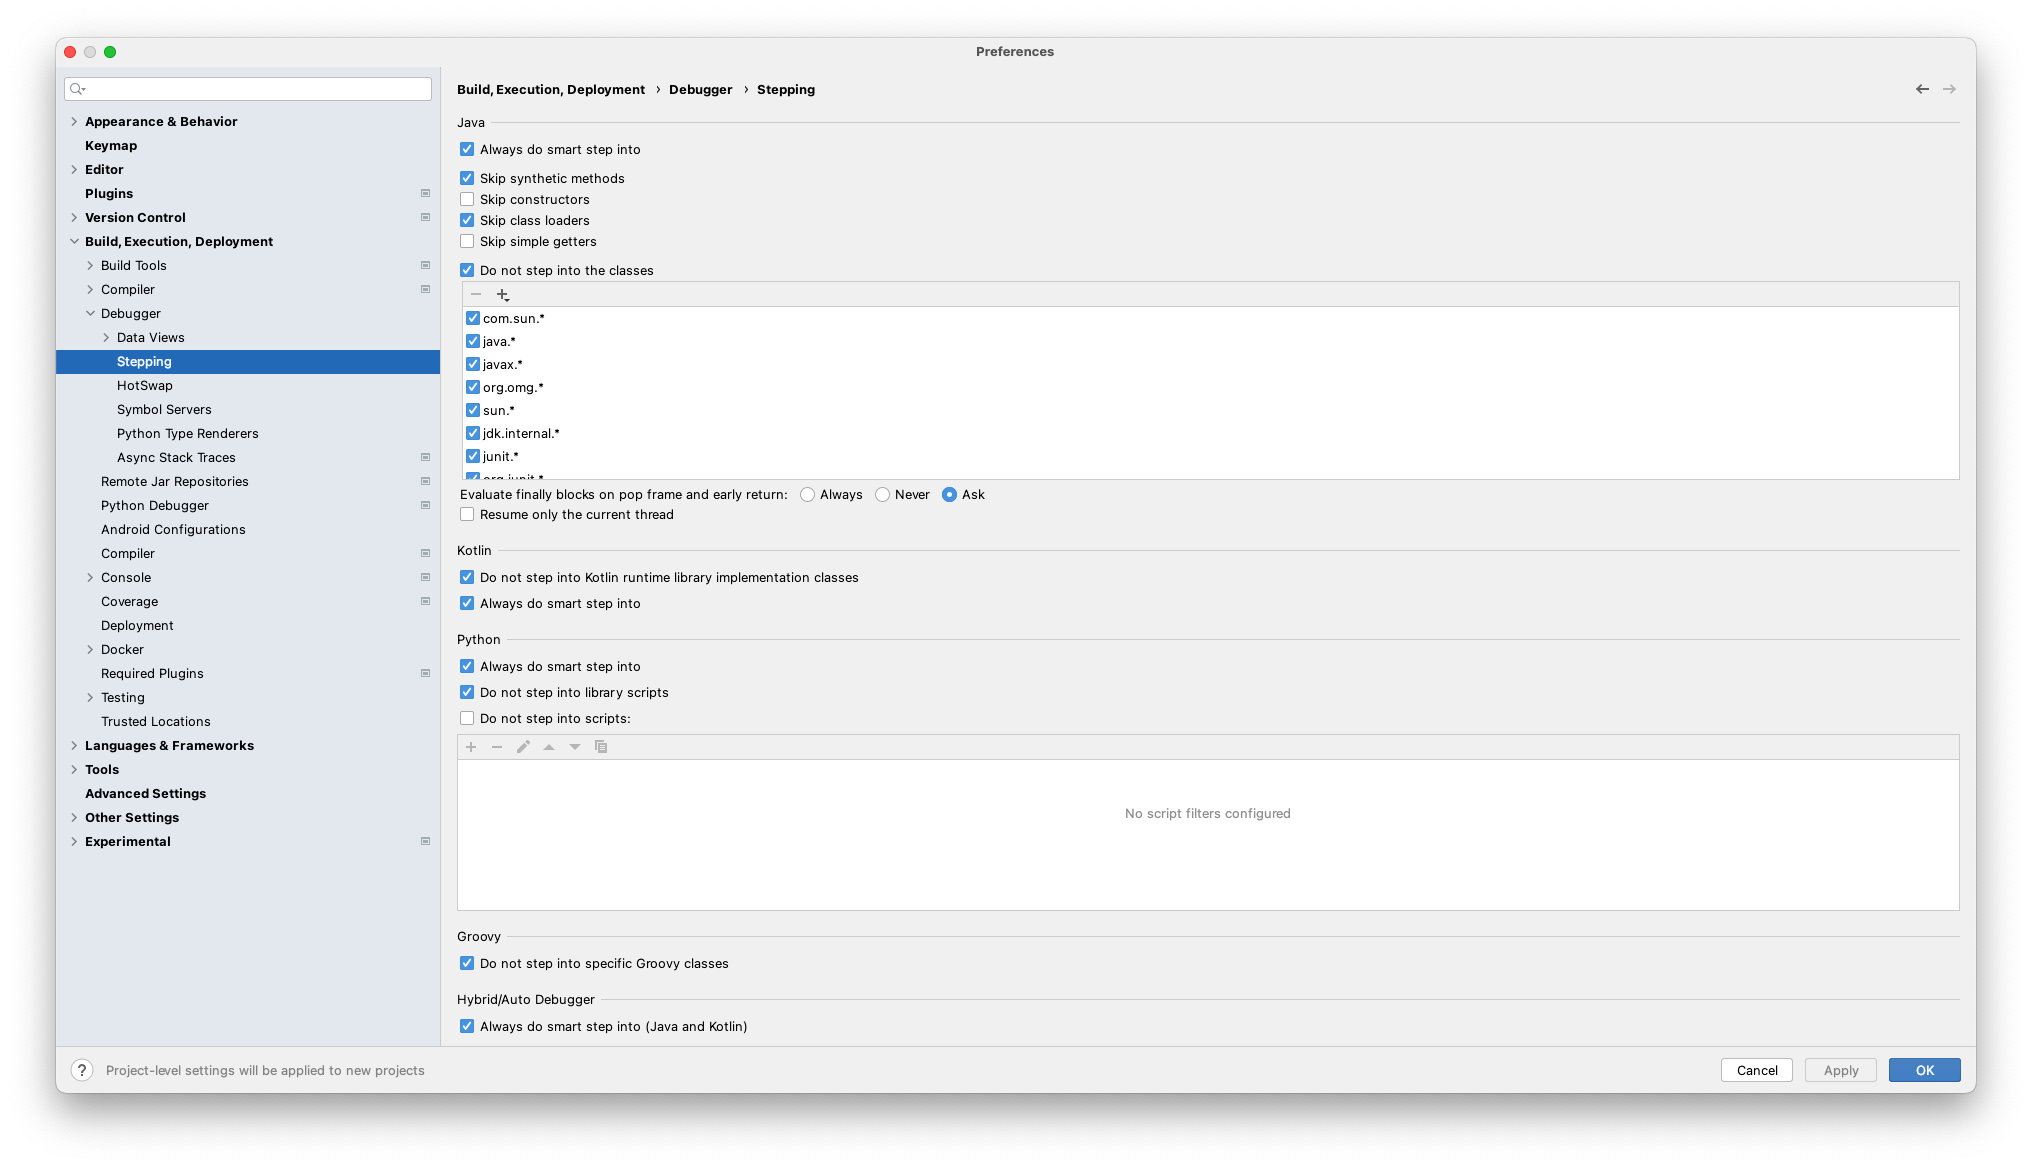 Preferences
Appearance & Behavior
Keymap
Editor
Plugins
Version Control
Build, Execution, Deployment
Build Tools
Compiler
Debugger
Data Views
Stepping
HotSwap
Symbol Servers
Python Type Renderers
Async Stack Traces
Remote Jar Repositories
Python Debugger
Android Configurations
Compiler
Console
Coverage
Deployment
Docker
Required Plugins
Testing
Trusted Locations
Languages & Frameworks
Tools
Advanced Settings
Other Settings
Experimental
Build, Execution, Deployment › Debugger › Stepping
Java
Always do smart step into
Skip synthetic methods
Skip constructors
Skip class loaders
Skip simple getters
Do not step into the classes
com.sun.*
java.*
javax.*
org.omg.*
sun.*
jdk.internal.*
junit.*
org.junit.*
Evaluate finally blocks on pop frame and early return: Always Never Ask
Resume only the current thread
Kotlin
Do not step into Kotlin runtime library implementation classes
Always do smart step into
Python
Always do smart step into
Do not step into library scripts
Do not step into scripts:
No script filters configured
Groovy
Do not step into specific Groovy classes
Hybrid/Auto Debugger
Always do smart step into (Java and Kotlin)
? Project-level settings will be applied to new projects
Cancel Apply OK